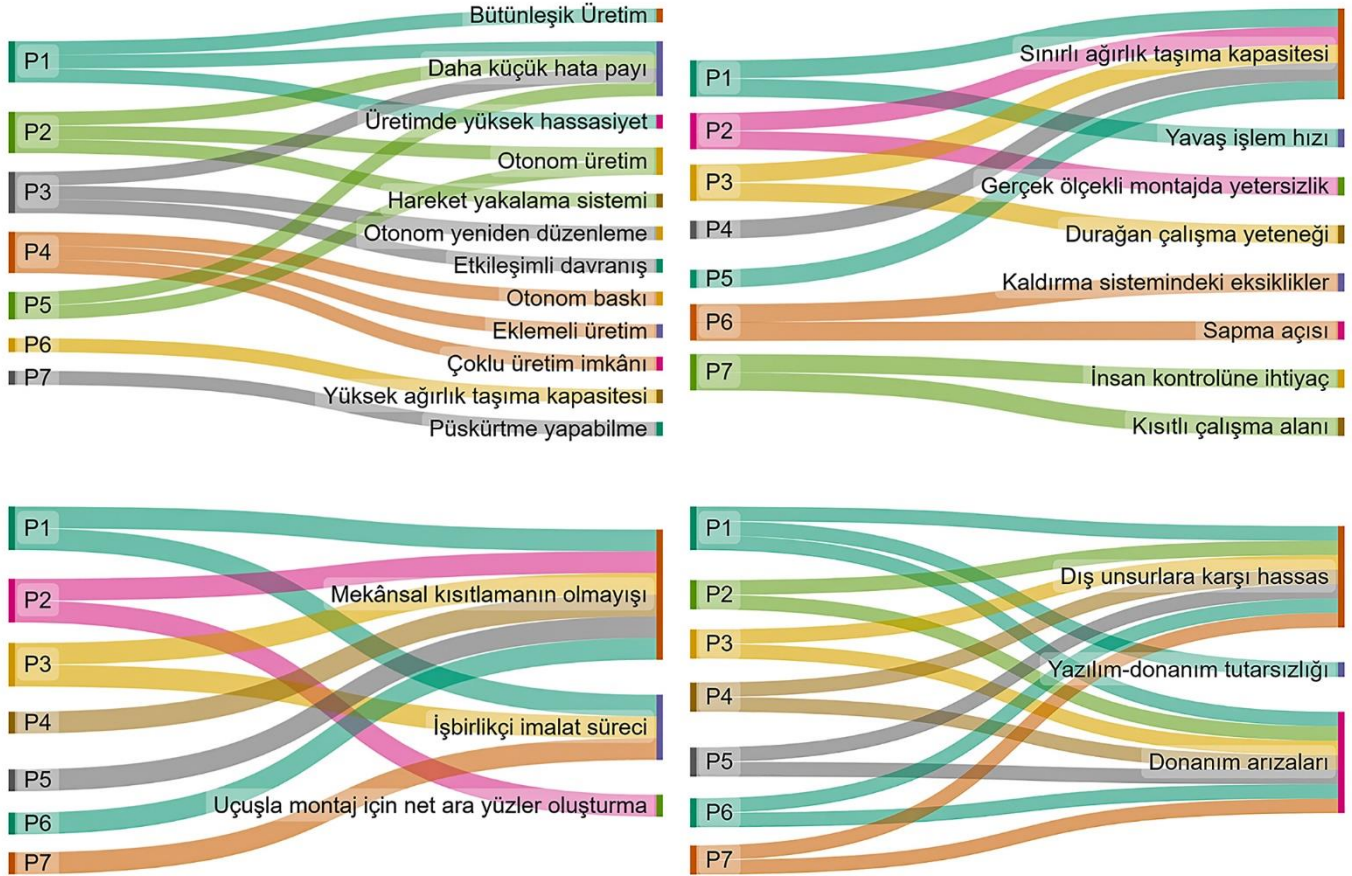 P1
P2
P3
P4
P5
P6
P7
Bütünleşik Üretim
Daha küçük hata payı
Üretimde yüksek hassasiyet
Otonom üretim
Hareket yakalama sistemi
Otonom yeniden düzenleme
Etkileşimli davranış
Otonom baskı
Eklemeli üretim
Çoklu üretim imkânı
Yüksek ağırlık taşıma kapasitesi
Püskürtme yapabilme
P1
P2
P3
P4
P5
P6
P7
Sınırlı ağırlık taşıma kapasitesi
Yavaş işlem hızı
Gerçek ölçekli montajda yetersizlik
Durağan çalışma yeteneği
Kaldırma sistemindeki eksiklikler
Sapma açısı
İnsan kontrolüne ihtiyaç
Kısıtlı çalışma alanı
P1
P2
P3
P4
P5
P6
P7
Mekânsal kısıtlamanın olmayışı
İşbirlikçi imalat süreci
Uçuşla montaj için net ara yüzler oluşturma
P1
P2
P3
P4
P5
P6
P7
Dış unsurlara karşı hassas
Yazılım-donanım tutarsızlığı
Donanım arızaları